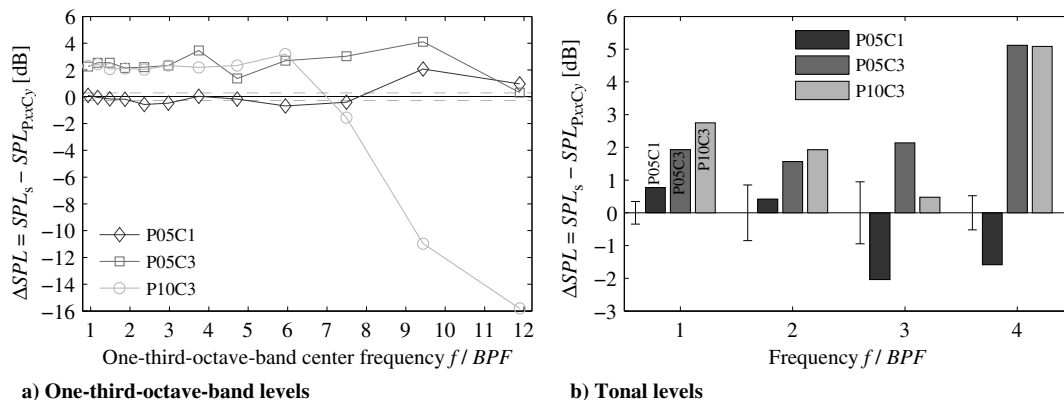 6
4
2
0
−2
−4
−6
−8
−10
−12
−14
−16
ΔSPL = SPLs − SPLPxxCy [dB]
P05C1
P05C3
P10C3
1 2 3 4 5 6 7 8 9 10 11 12
One-third-octave-band center frequency f / BPF
a) One-third-octave-band levels
6
5
4
3
2
1
0
−1
−2
−3
ΔSPL = SPLs − SPLPxxCy [dB]
P05C1
P05C3
P10C3
P05C1
P05C3
P10C3
1 2 3 4
Frequency f / BPF
b) Tonal levels